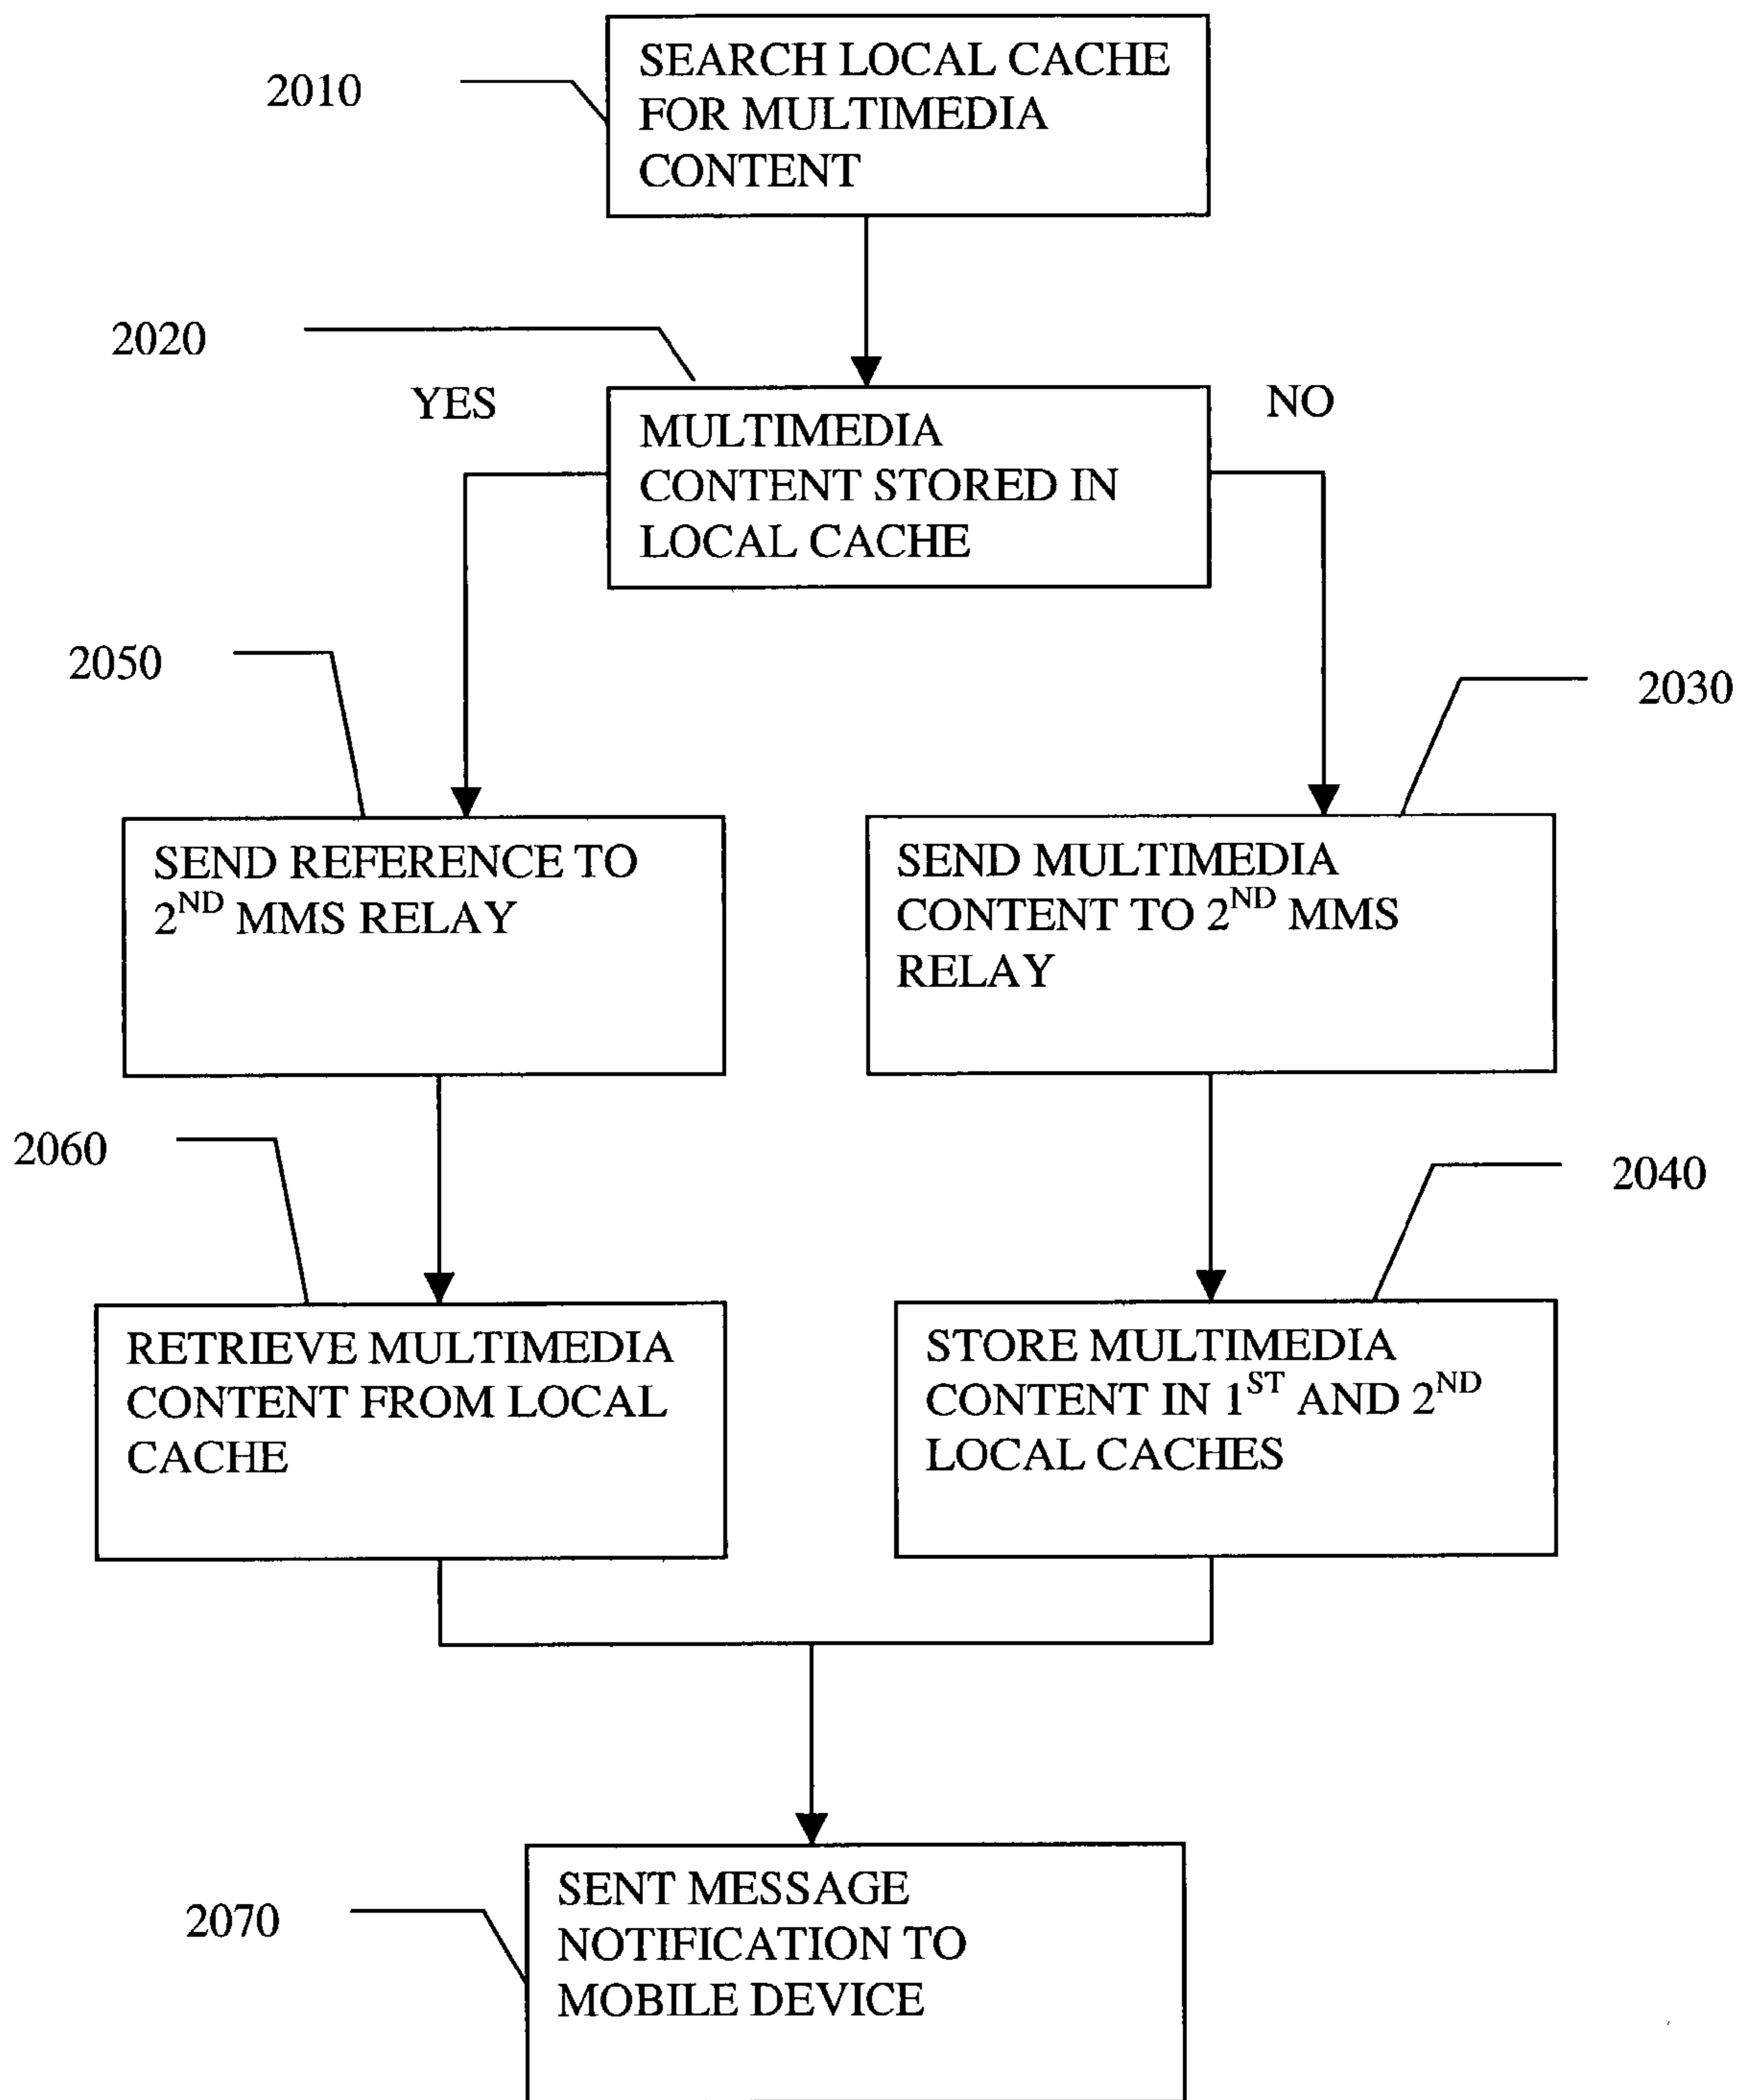 2010
SEARCH LOCAL CACHE
FOR MULTIMEDIA
CONTENT
2020
YES
NO
MULTIMEDIA
CONTENT STORED IN
LOCAL CACHE
2050
2030
SEND REFERENCE TO
2ND MMS RELAY
SEND MULTIMEDIA
CONTENT TO 2ND MMS
RELAY
2060
2040
RETRIEVE MULTIMEDIA
CONTENT FROM LOCAL
CACHE
STORE MULTIMEDIA
CONTENT IN 1ST AND 2ND
LOCAL CACHES
2070
SENT MESSAGE
NOTIFICATION TO
MOBILE DEVICE